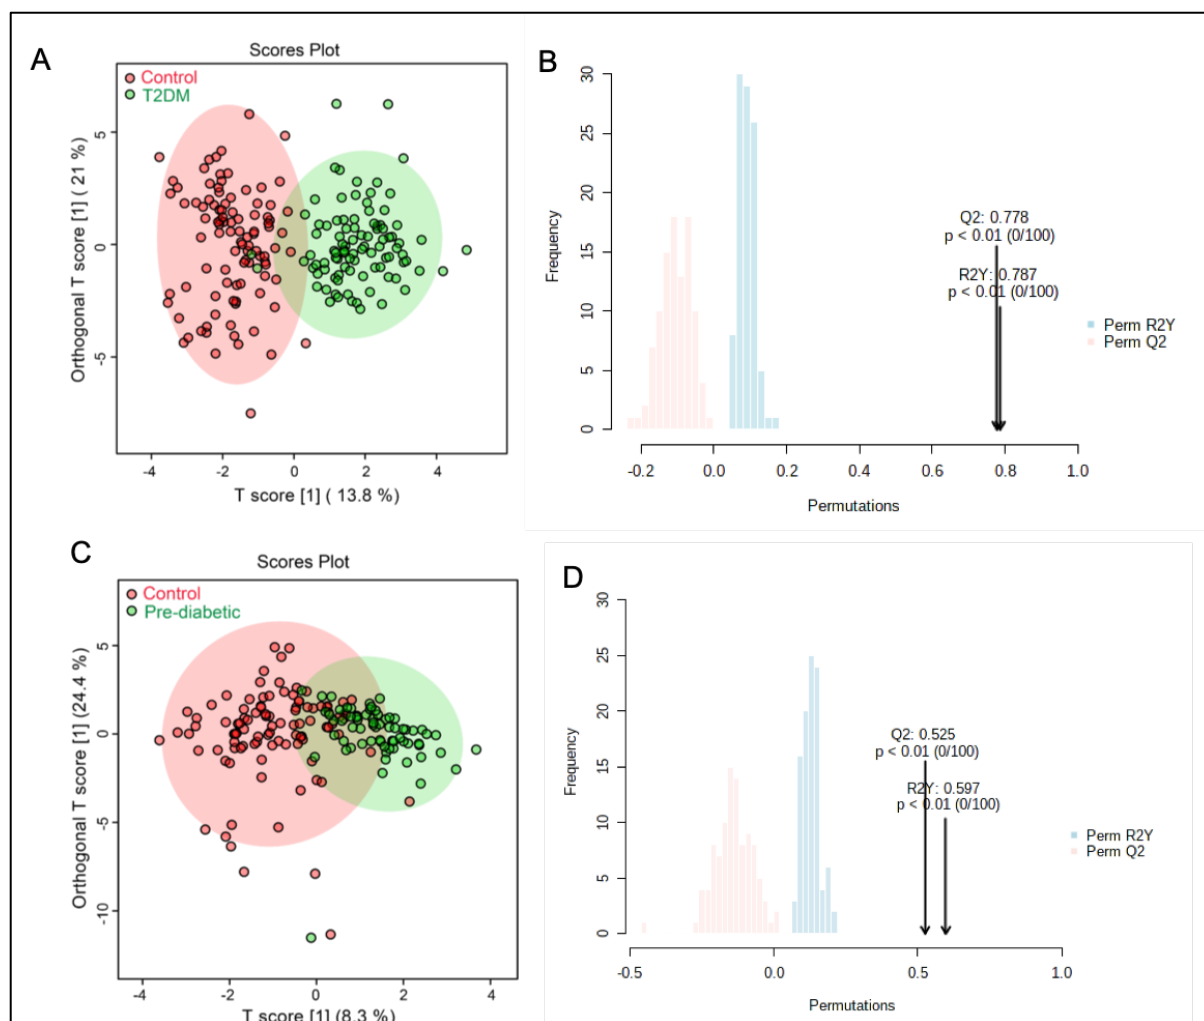 A
Scores Plot
Control
T2DM
Orthogonal T score [1] ( 21 %)
5
0
-5
-4
-2
0
2
4
T score [1] ( 13.8 %)
B
Frequency
30
25
20
15
10
5
0
Q2: 0.778
p < 0.01 (0/100)
R2Y: 0.787
p < 0.01 (0/100)
Perm R2Y
Perm Q2
-0.2
0.0
0.2
0.4
0.6
0.8
1.0
Permutations
C
Scores Plot
Control
Pre-diabetic
Orthogonal T score [1] (24.4 %)
5
0
-5
-10
-4
-2
0
2
4
T score [1] (8.3 %)
D
Frequency
30
25
20
15
10
5
0
Q2: 0.525
p < 0.01 (0/100)
R2Y: 0.597
p < 0.01 (0/100)
Perm R2Y
Perm Q2
-0.5
0.0
0.5
1.0
Permutations